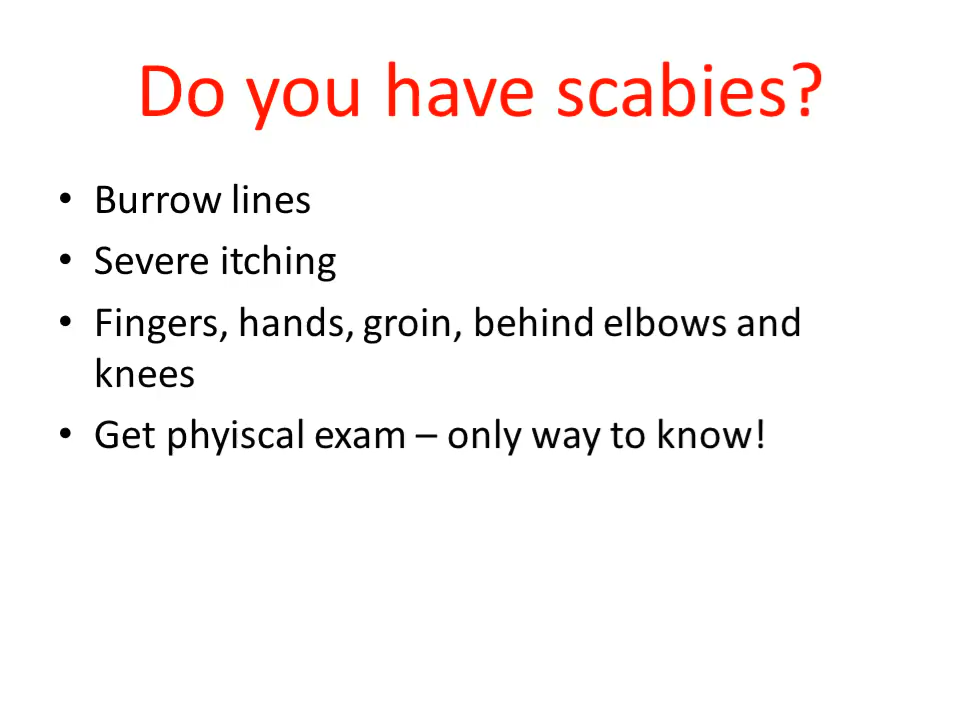 Do you have scabies?
• Burrow lines
• Severe itching
• Fingers, hands, groin, behind elbows and
knees
• Get phyiscal exam – only way to know!